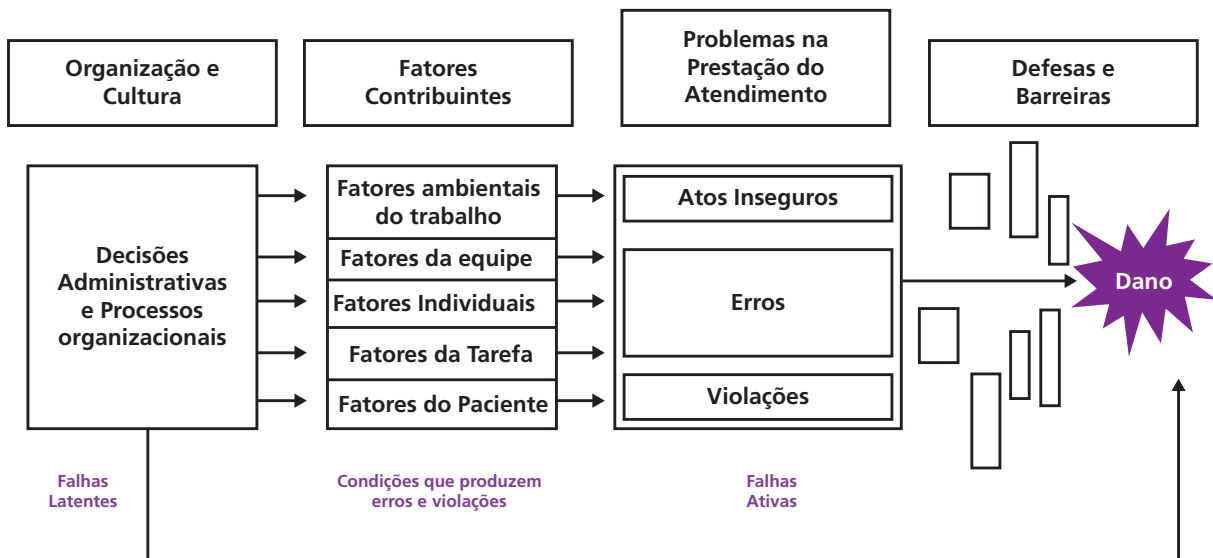 Organização e
Cultura
Fatores
Contribuintes
Problemas na
Prestação do
Atendimento
Defesas e
Barreiras
Decisões
Administrativas
e Processos
organizacionais
Fatores ambientais
do trabalho
Fatores da equipe
Fatores Individuais
Fatores da Tarefa
Fatores do Paciente
Atos Inseguros
Erros
Violações
Dano
Falhas
Latentes
Condições que produzem
erros e violações
Falhas
Ativas